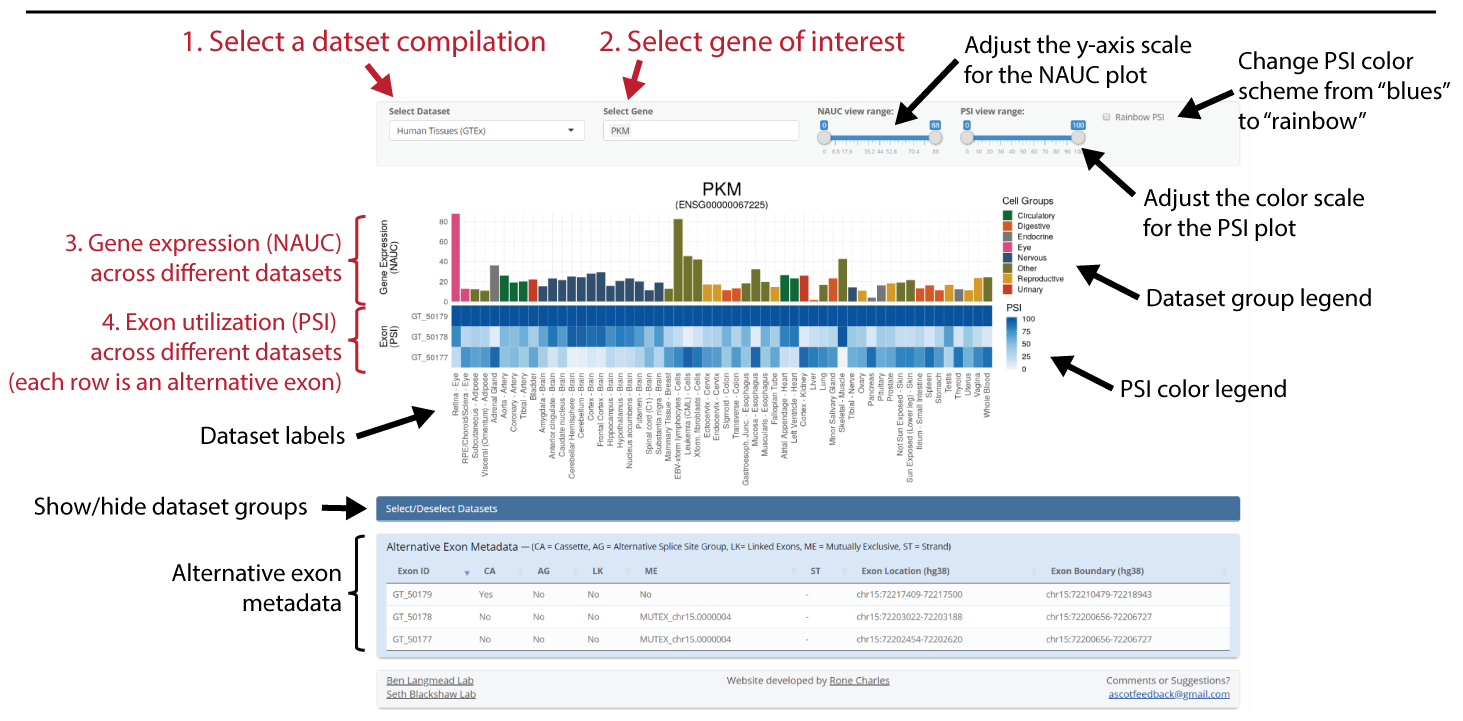 1. Select a datset compilation
2. Select gene of interest
Adjust the y-axis scale
for the NAUC plot
Change PSI color
scheme from “blues”
to “rainbow”
Select Dataset
Human Tissues (GTEx)
Select Gene
PKM
NAUC view range:
0 88
0 8.8 17.6 35.2 44 52.8 70.4 88
PSI view range:
0 100
0 10 20 30 40 50 60 70 80 90
Rainbow PSI
Adjust the color scale
for the PSI plot
PKM
(ENSG00000067225)
3. Gene expression (NAUC)
across different datasets
Gene Expression
(NAUC)
80
60
40
20
0
Cell Groups
Circulatory
Digestive
Endocrine
Eye
Nervous
Other
Reproductive
Urinary
Dataset group legend
4. Exon utilization (PSI)
across different datasets
(each row is an alternative exon)
Exon
(PSI)
GT_50179
GT_50178
GT_50177
PSI
100
75
50
25
0
PSI color legend
Dataset labels
Retina - Eye
RPE/Choroid/Sclera - Eye
Subcutaneous - Adipose
Visceral (Omentum) - Adipose
Adrenal Gland
Aorta - Artery
Coronary - Artery
Tibial - Artery
Bladder
Amygdala - Brain
Anterior cingulate - Brain
Caudate nucleus - Brain
Cerebellar Hemisphere - Brain
Cerebellum - Brain
Cortex - Brain
Frontal Cortex - Brain
Hippocampus - Brain
Hypothalamus - Brain
Nucleus accumbens - Brain
Putamen - Brain
Spinal cord (C1) - Brain
Substantia nigra - Brain
Mammary Tissue - Breast
EBV-xform lymphocytes - Cells
Leukemia (CML) - Cells
Xform. fibroblasts - Cells
Ectocervix - Cervix
Endocervix - Cervix
Sigmoid - Colon
Transverse - Colon
Gastroesoph. Junc. - Esophagus
Mucosa - Esophagus
Muscularis - Esophagus
Fallopian Tube
Atrial Appendage - Heart
Left Ventricle - Heart
Cortex - Kidney
Liver
Lung
Minor Salivary Gland
Skeletal - Muscle
Tibial - Nerve
Ovary
Pancreas
Pituitary
Prostate
Not Sun Exposed - Skin
Sun Exposed (Lower leg) - Skin
Ileum - Small Intestine
Spleen
Stomach
Testis
Thyroid
Uterus
Vagina
Whole Blood
Show/hide dataset groups
Select/Deselect Datasets
Alternative exon
metadata
Alternative Exon Metadata — (CA = Cassette, AG = Alternative Splice Site Group, LK= Linked Exons, ME = Mutually Exclusive, ST = Strand)
Exon ID CA AG LK ME ST Exon Location (hg38) Exon Boundary (hg38)
GT_50179 Yes No No No - chr15:72217409-72217500 chr15:72210479-72218943
GT_50178 No No No MUTEX_chr15.0000004 - chr15:72203022-72203188 chr15:72200656-72206727
GT_50177 No No No MUTEX_chr15.0000004 - chr15:72202454-72202620 chr15:72200656-72206727
Ben Langmead Lab
Seth Blackshaw Lab
Website developed by Rone Charles
Comments or Suggestions?
ascotfeedback@gmail.com